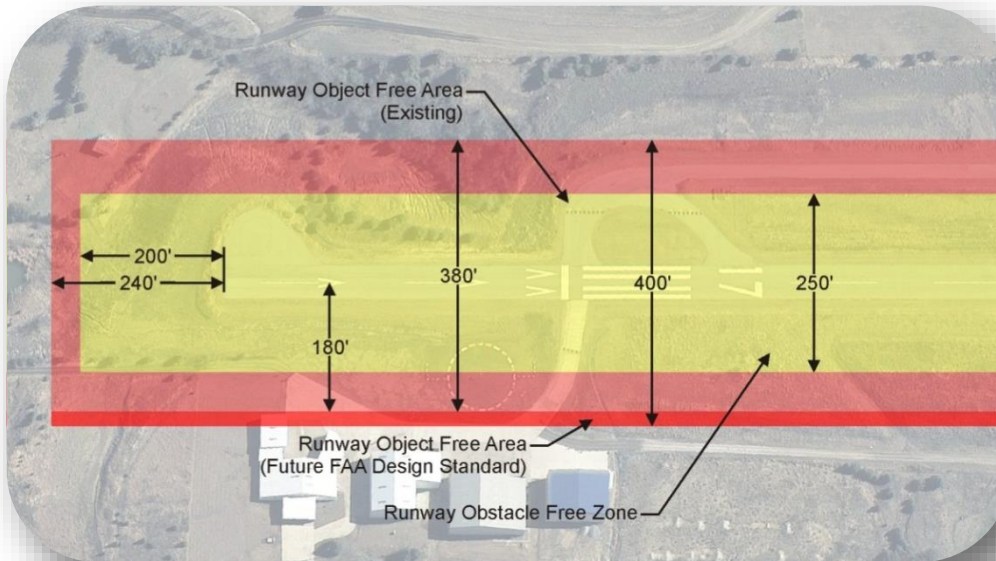 Runway Object Free Area
(Existing)
200'
240'
380'
400'
250'
180'
17
Runway Object Free Area
(Future FAA Design Standard)
Runway Obstacle Free Zone